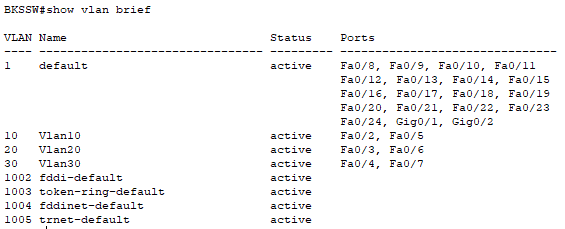 BKSSW#show vlan brief
VLAN Name                             Status    Ports
---- -------------------------------- --------- -------------------------------
1    default                          active    Fa0/8, Fa0/9, Fa0/10, Fa0/11
                                                Fa0/12, Fa0/13, Fa0/14, Fa0/15
                                                Fa0/16, Fa0/17, Fa0/18, Fa0/19
                                                Fa0/20, Fa0/21, Fa0/22, Fa0/23
                                                Fa0/24, Gig0/1, Gig0/2
10   Vlan10                           active    Fa0/2, Fa0/5
20   Vlan20                           active    Fa0/3, Fa0/6
30   Vlan30                           active    Fa0/4, Fa0/7
1002 fddi-default                     active
1003 token-ring-default               active
1004 fddinet-default                  active
1005 trnet-default                    active